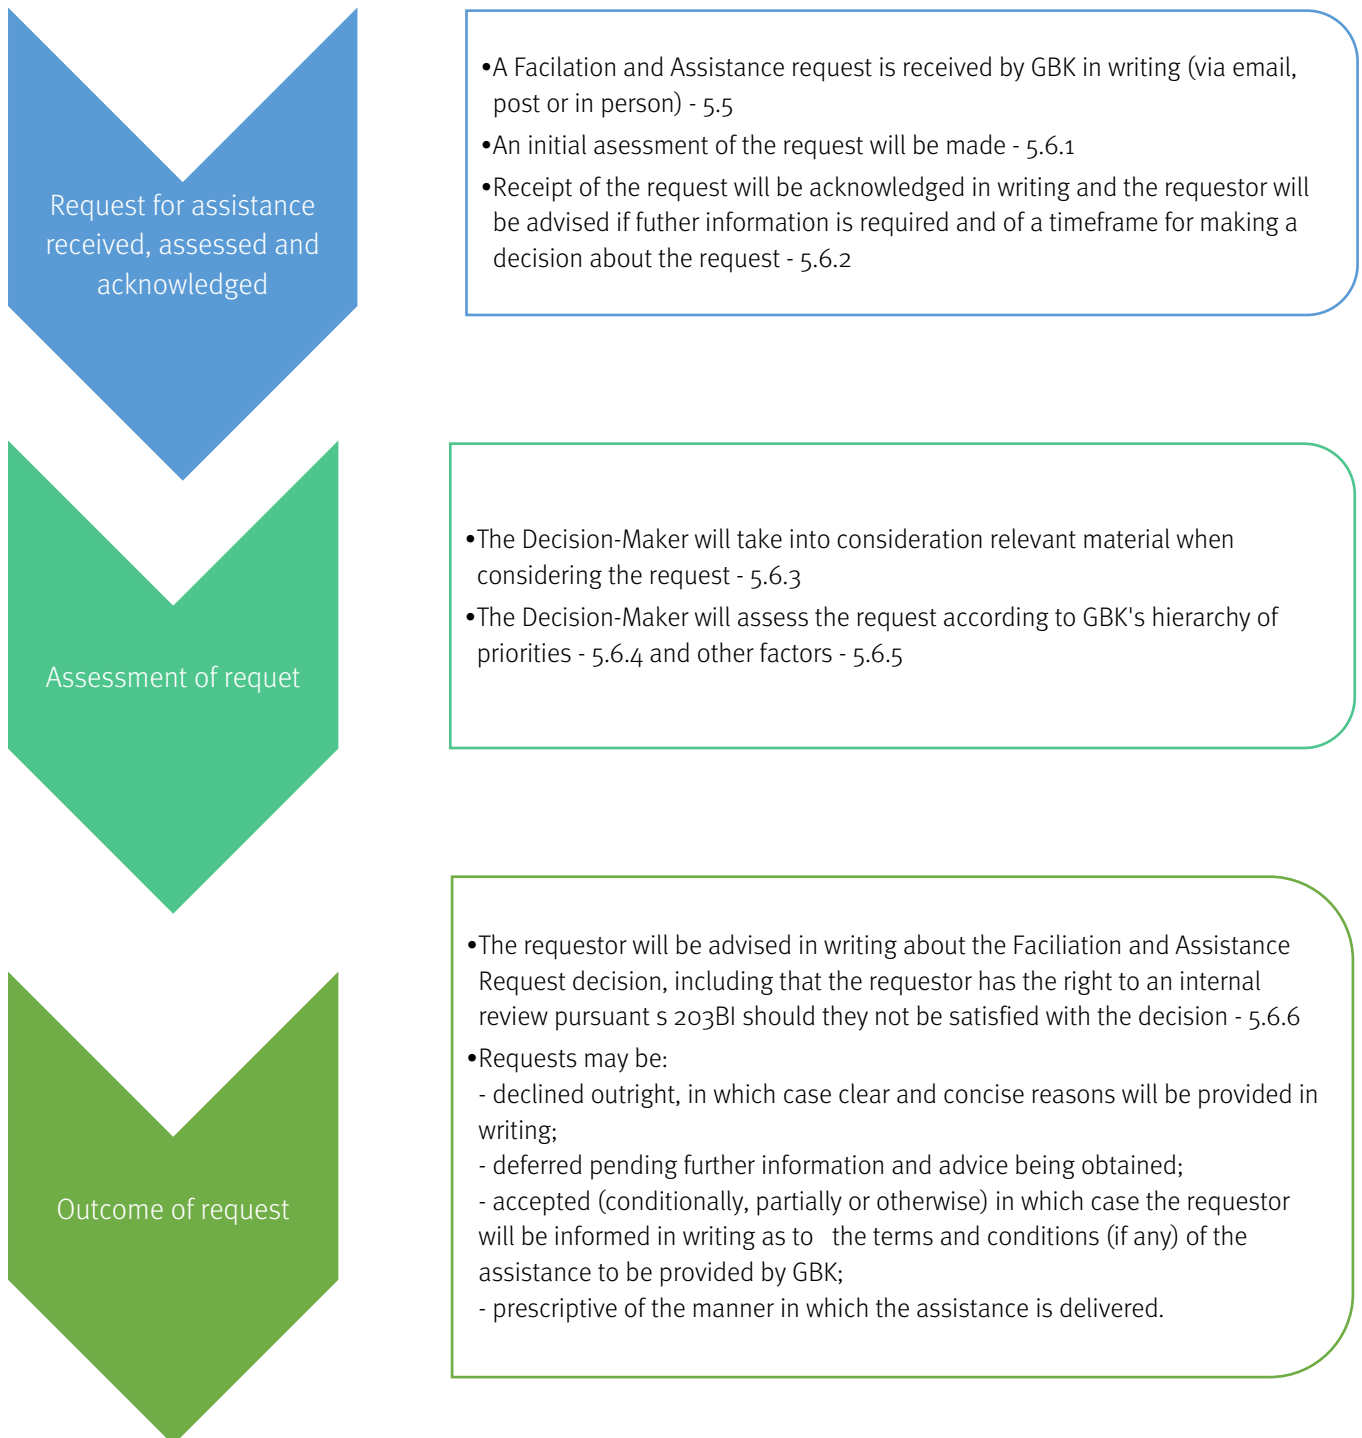 Request for assistance
received, assessed and
acknowledged
•A Facilation and Assistance request is received by GBK in writing (via email,
post or in person) - 5.5
•An initial asessment of the request will be made - 5.6.1
•Receipt of the request will be acknowledged in writing and the requestor will
be advised if futher information is required and of a timeframe for making a
decision about the request - 5.6.2
Assessment of requet
•The Decision-Maker will take into consideration relevant material when
considering the request - 5.6.3
•The Decision-Maker will assess the request according to GBK's hierarchy of
priorities - 5.6.4 and other factors - 5.6.5
Outcome of request
•The requestor will be advised in writing about the Faciliation and Assistance
Request decision, including that the requestor has the right to an internal
review pursuant s 203BI should they not be satisfied with the decision - 5.6.6
•Requests may be:
- declined outright, in which case clear and concise reasons will be provided in
writing;
- deferred pending further information and advice being obtained;
- accepted (conditionally, partially or otherwise) in which case the requestor
will be informed in writing as to the terms and conditions (if any) of the
assistance to be provided by GBK;
- prescriptive of the manner in which the assistance is delivered.